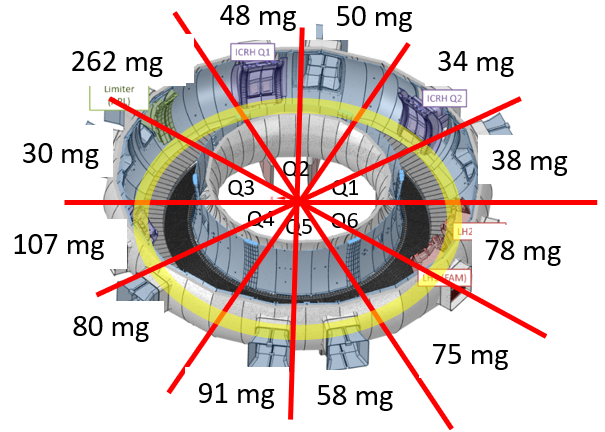 48 mg
50 mg
ICRH Q1
262 mg
34 mg
Limiter
ICRH Q2
30 mg
38 mg
Q2
Q3
Q1
Q4
Q5
Q6
LH2
107 mg
78 mg
(FAM)
80 mg
75 mg
91 mg
58 mg